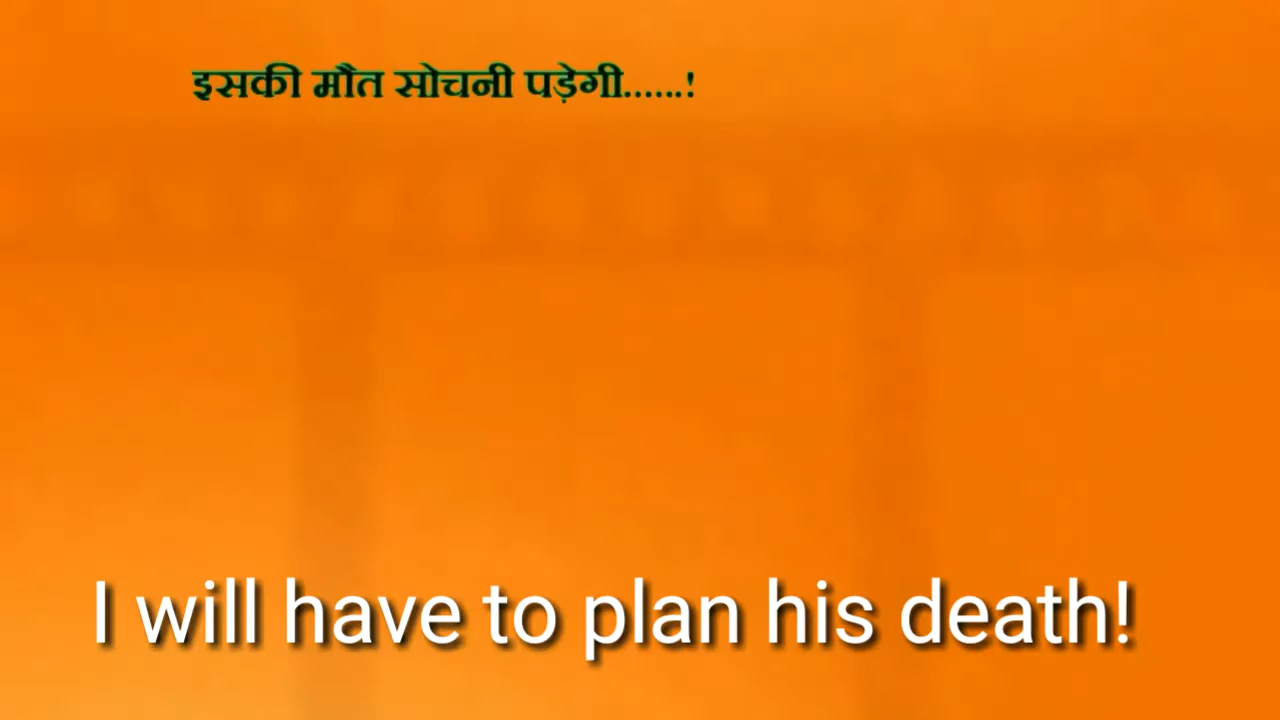 इसकी मौत सोचनी पड़ेगी......!
I will have to plan his death!